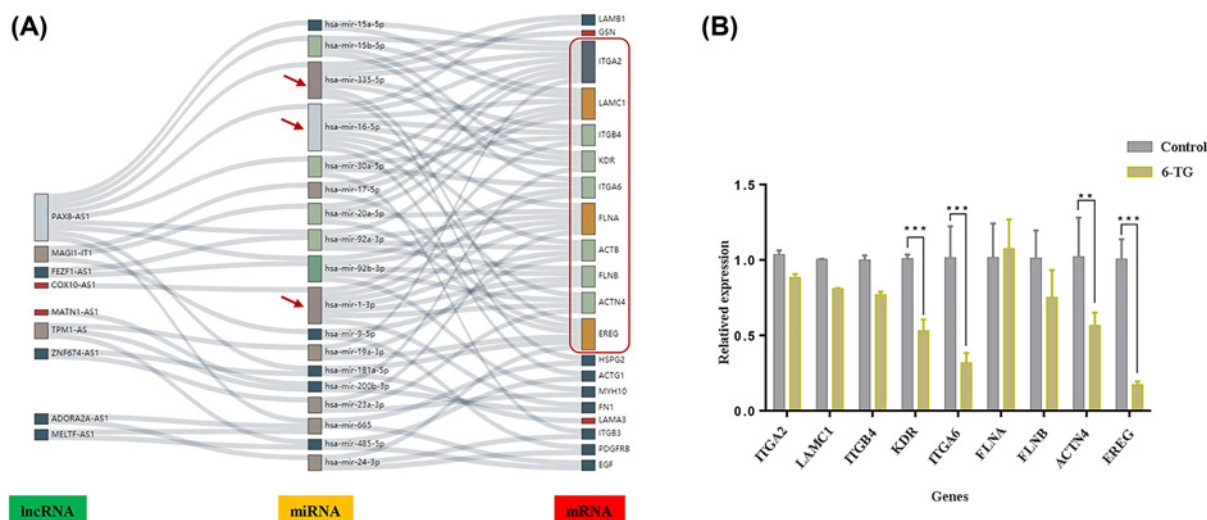 (A)
hsa-mir-15a-5p
hsa-mir-15b-5p
hsa-mir-335-5p
hsa-mir-16-5p
hsa-mir-30a-5p
hsa-mir-17-5p
hsa-mir-20a-5p
hsa-mir-92a-3p
hsa-mir-92b-3p
hsa-mir-1-3p
hsa-mir-9-5p
hsa-mir-19a-3p
hsa-mir-181a-5p
hsa-mir-200b-3p
hsa-mir-23a-3p
hsa-mir-665
hsa-mir-485-5p
hsa-mir-24-3p
PAX8-AS1
MAGI1-IT1
FEZF1-AS1
COX10-AS1
MATN1-AS1
TPM1-AS
ZNF674-AS1
ADORA2A-AS1
MELTF-AS1
LAMB1
GSN
ITGA2
LAMC1
ITGB4
KDR
ITGA6
FLNA
ACTB
FLNB
ACTN4
EREG
HSPG2
ACTG1
MYH10
FN1
LAMA3
ITGB3
PDGFRB
EGF
lncRNA
miRNA
mRNA
(B)
Control
6-TG
Relatived expression
1.5
1.0
0.5
0.0
***
***
**
***
ITGA2
LAMC1
ITGB4
KDR
ITGA6
FLNA
FLNB
ACTN4
EREG
Genes